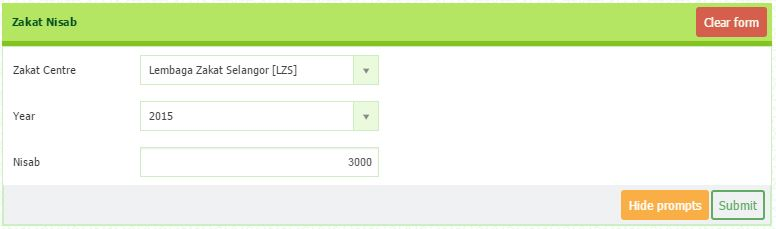 Zakat Nisab Clear form
Zakat Centre Lembaga Zakat Selangor [LZS]
Year 2015
Nisab 3000
Hide prompts Submit